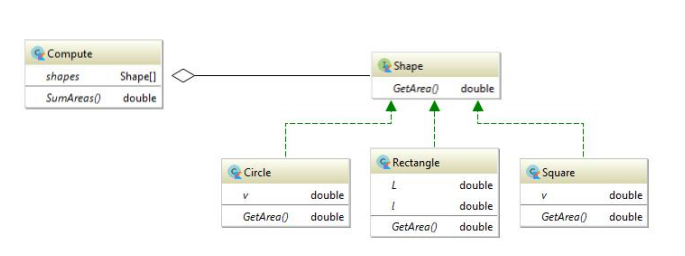 Compute
shapes Shape[]
SumAreas() double
Shape
GetArea() double
Circle
v double
GetArea() double
Rectangle
L double
l double
GetArea() double
Square
v double
GetArea() double